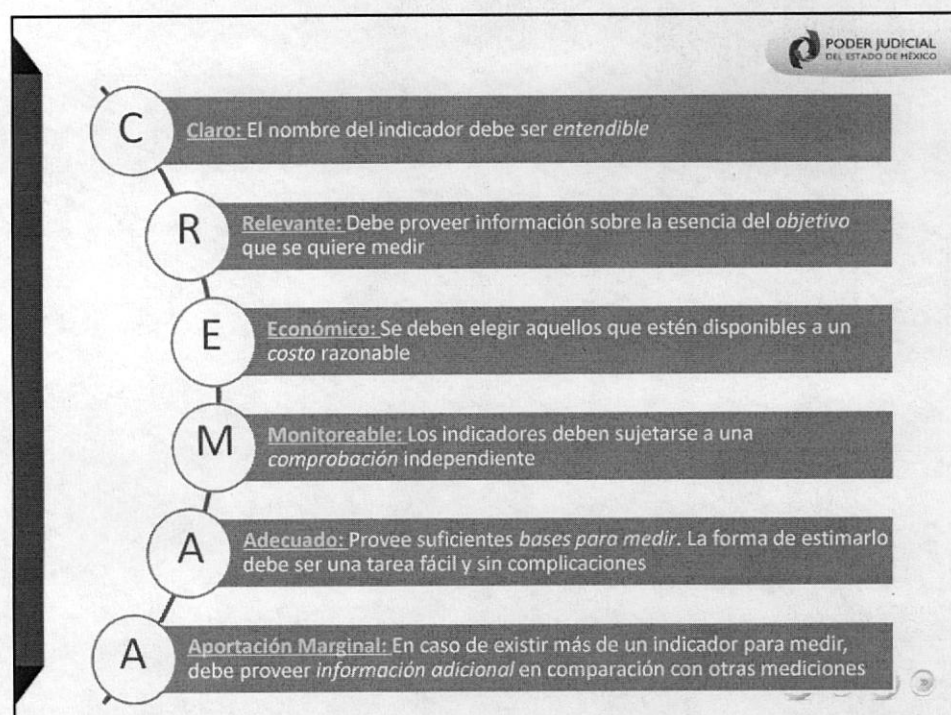 PODER JUDICIAL
DEL ESTADO DE MÉXICO
C
Claro: El nombre del indicador debe ser entendible
R
Relevante: Debe proveer información sobre la esencia del objetivo
que se quiere medir
E
Económico: Se deben elegir aquellos que estén disponibles a un
costo razonable
M
Monitoreable: Los indicadores deben sujetarse a una
comprobación independiente
A
Adecuado: Provee suficientes bases para medir. La forma de estimarlo
debe ser una tarea fácil y sin complicaciones
A
Aportación Marginal: En caso de existir más de un indicador para medir,
debe proveer información adicional en comparación con otras mediciones